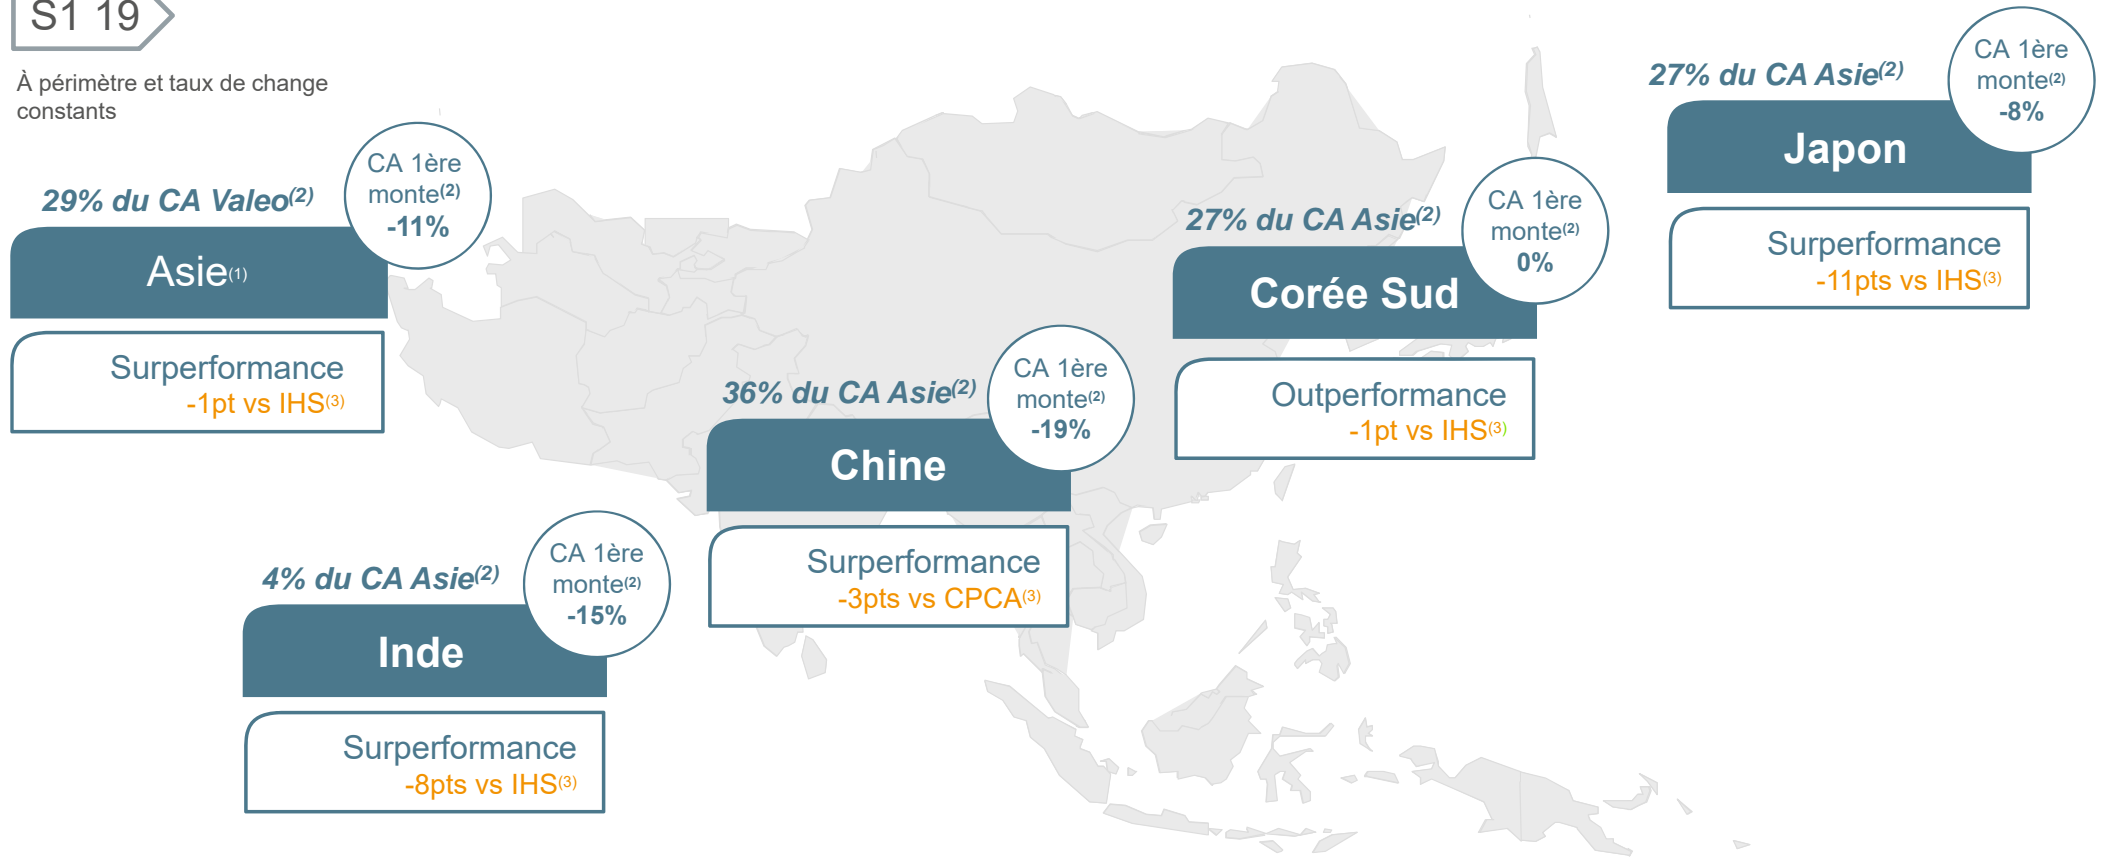 S1 19
À périmètre et taux de change
constants
29% du CA Valeo(2)
CA 1ère
monte(2)
-11%
Asie(1)
Surperformance
-1pt vs IHS(3)
4% du CA Asie(2)
CA 1ère
monte(2)
-15%
Inde
Surperformance
-8pts vs IHS(3)
36% du CA Asie(2)
CA 1ère
monte(2)
-19%
Chine
Surperformance
-3pts vs CPCA(3)
27% du CA Asie(2)
CA 1ère
monte(2)
0%
Corée Sud
Outperformance
-1pt vs IHS(3)
27% du CA Asie(2)
CA 1ère
monte(2)
-8%
Japon
Surperformance
-11pts vs IHS(3)